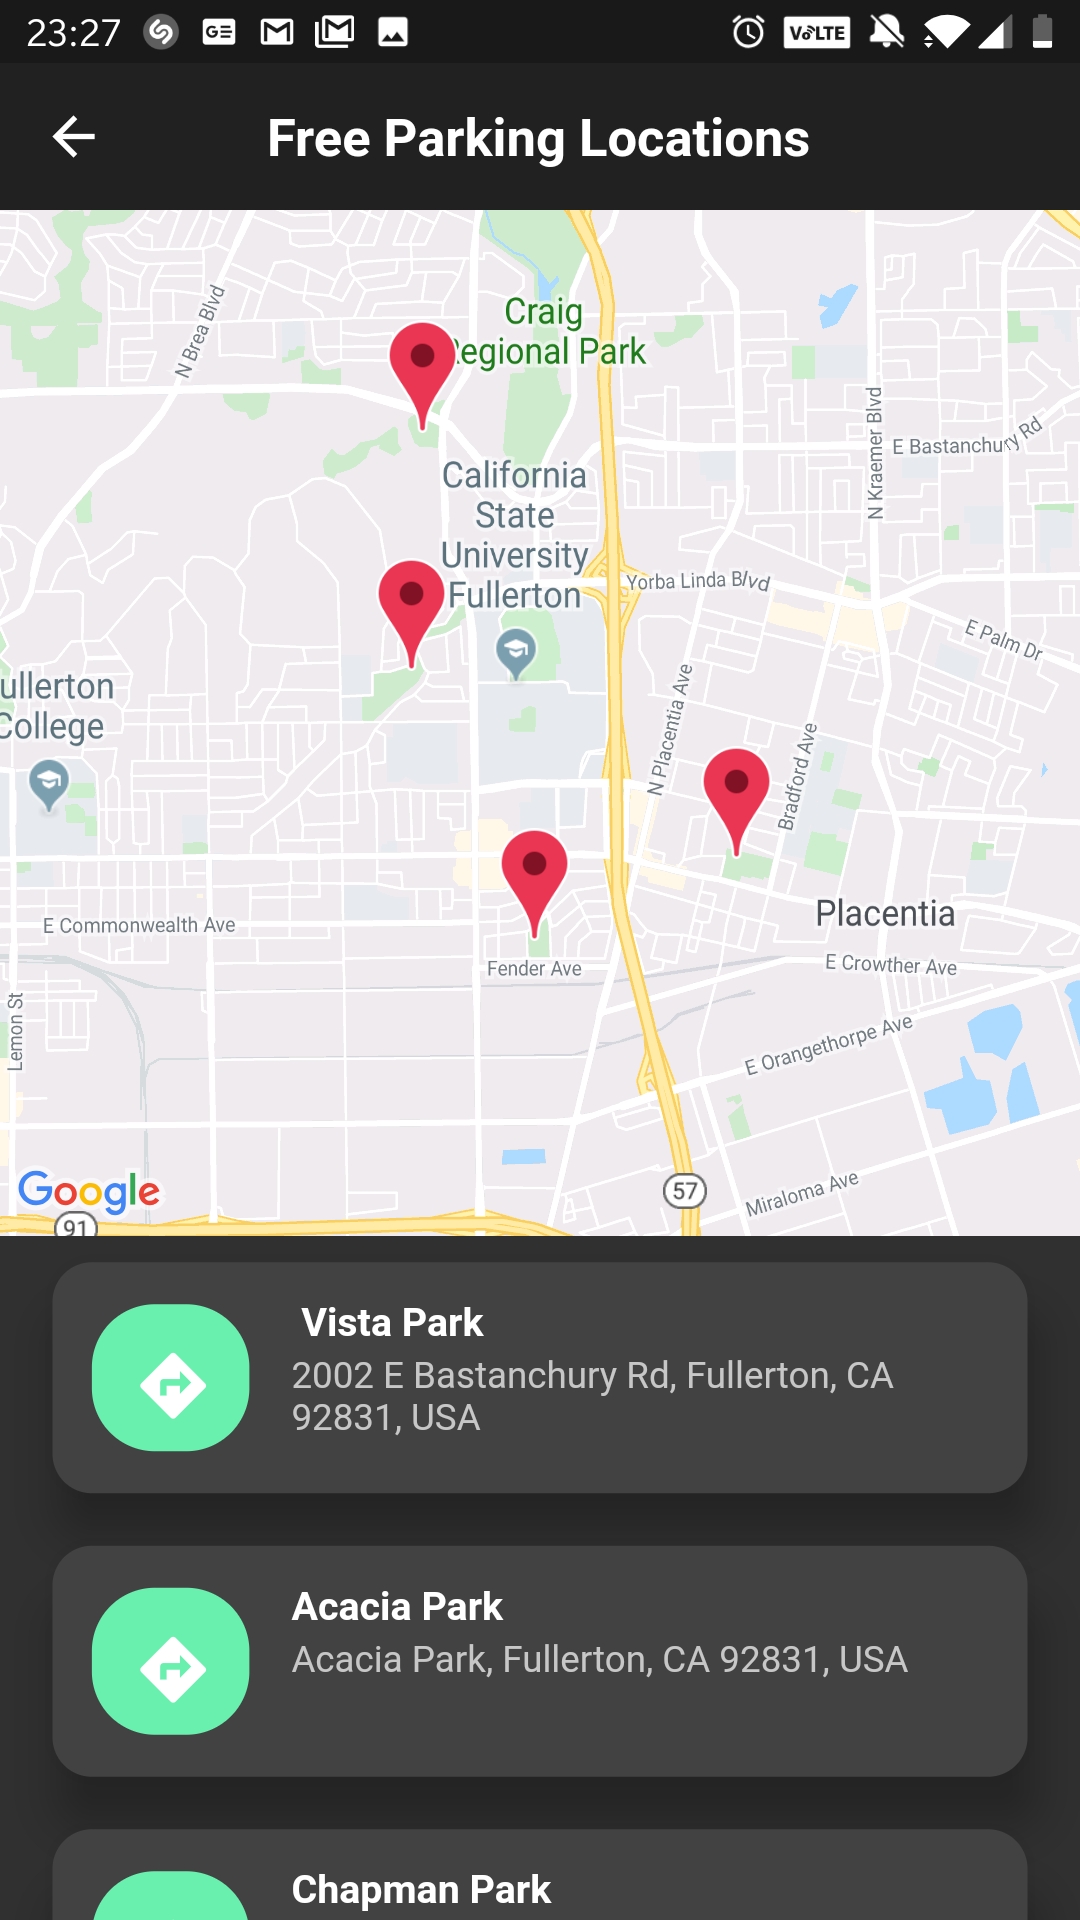 23:27
GE
VoLTE
Free Parking Locations
N Brea Blvd
Craig
Regional Park
N Kraemer Blvd
E Bastanchury Rd
California
State
University
Fullerton
Yorba Linda Blvd
E Palm Dr
ullerton
College
N Placentia Ave
Bradford Ave
Placentia
E Commonwealth Ave
Fender Ave
E Crowther Ave
Lemon St
E Orangethorpe Ave
Google
57
Miraloma Ave
91
Vista Park
2002 E Bastanchury Rd, Fullerton, CA
92831, USA
Acacia Park
Acacia Park, Fullerton, CA 92831, USA
Chapman Park